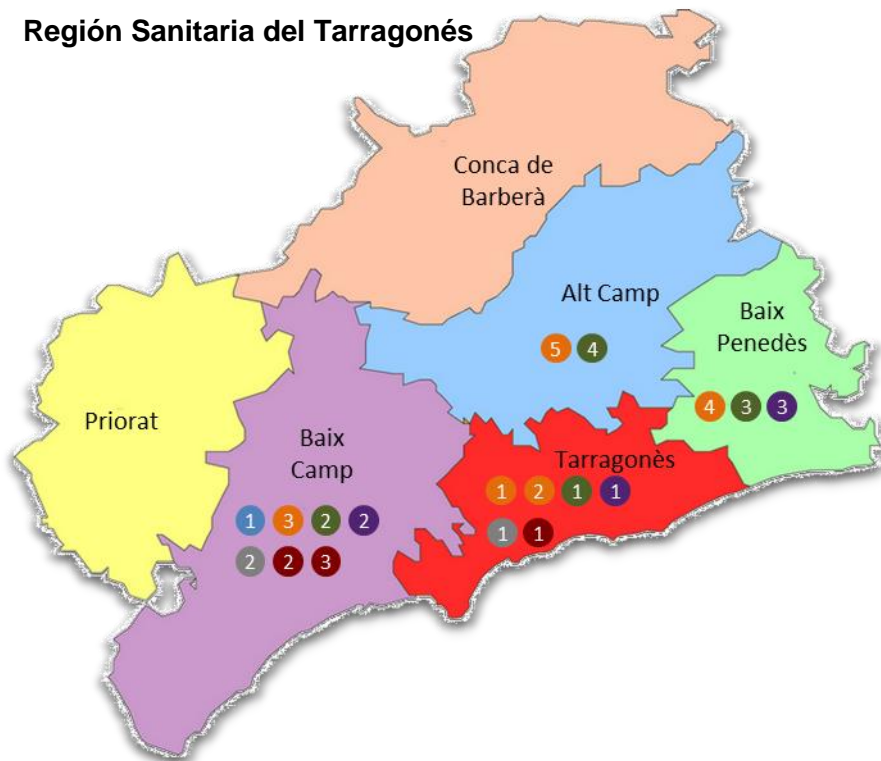 Región Sanitaria del Tarragonés
Conca de
Barberà
Alt Camp
5 4
Baix
Penedès
4 3 3
Priorat
Baix
Camp
1 3 2 2
2 2 3
Tarragonès
1 2 1 1
1 1